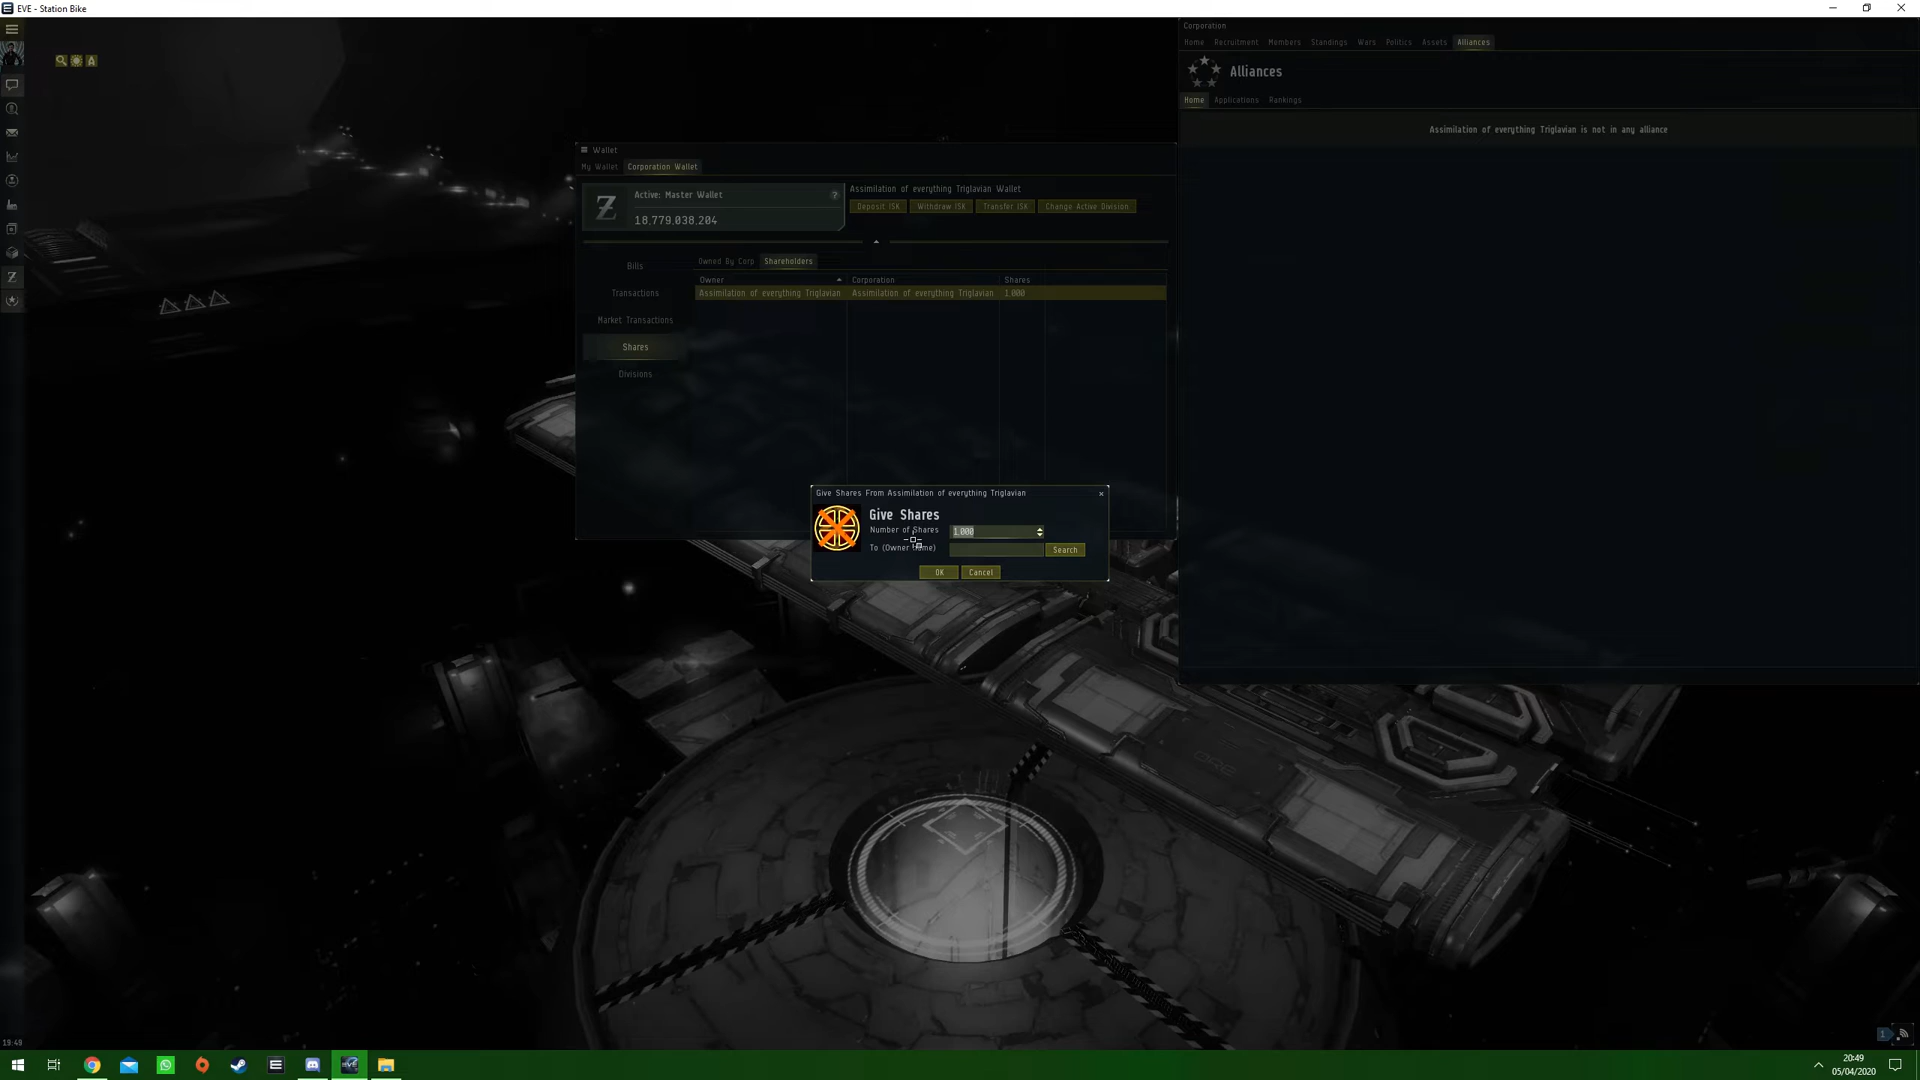 EVE - Station Bike
Corporation
Home Recruitment Members Standings Wars Politics Assets Alliances
Alliances
Home Applications Rankings
Assimilation of everything Triglavian is not in any alliance
Wallet
My Wallet Corporation Wallet
Active: Master Wallet ?
18.779.038.204
Assimilation of everything Triglavian Wallet
Deposit ISK Withdraw ISK Transfer ISK Change Active Division
Bills
Transactions
Market Transactions
Shares
Divisions
Owned By Corp Shareholders
Owner Corporation Shares
Assimilation of everything Triglavian Assimilation of everything Triglavian 1.000
Give Shares From Assimilation of everything Triglavian
Give Shares
Number of Shares 1.000
To (Owner Name) Search
OK Cancel
ORE
19:49
1
20:49
05/04/2020